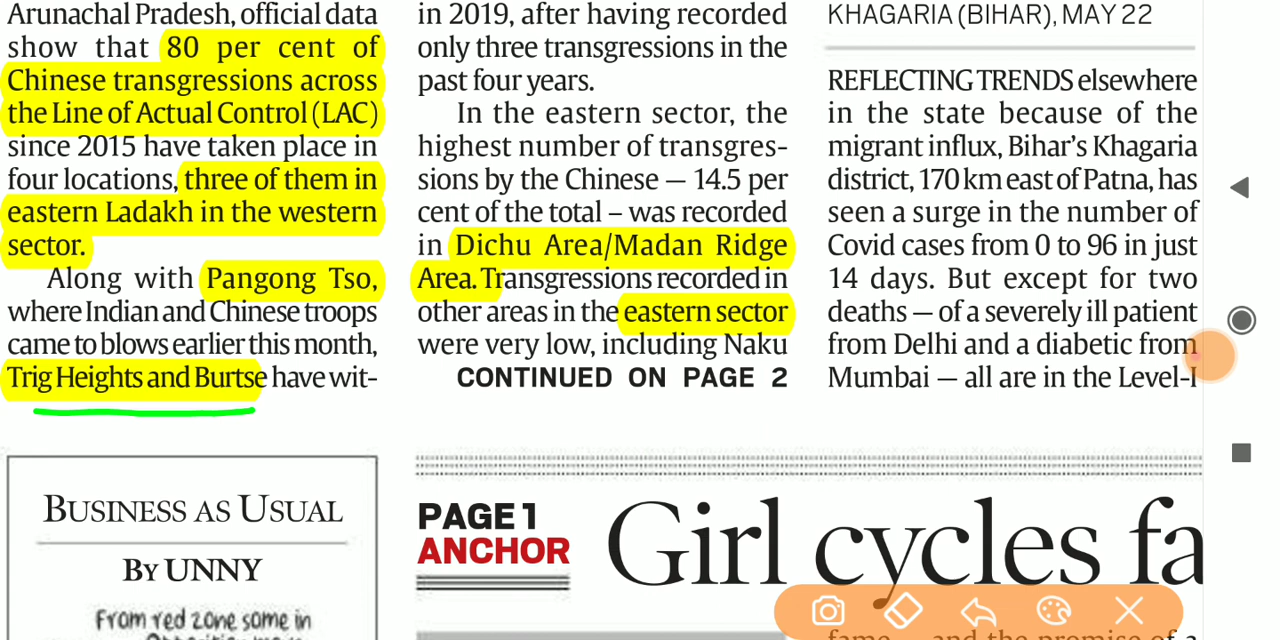 Arunachal Pradesh, official data
show that 80 per cent of
Chinese transgressions across
the Line of Actual Control (LAC)
since 2015 have taken place in
four locations, three of them in
eastern Ladakh in the western
sector.
Along with Pangong Tso,
where Indian and Chinese troops
came to blows earlier this month,
Trig Heights and Burtse have wit-
in 2019, after having recorded
only three transgressions in the
past four years.
In the eastern sector, the
highest number of transgres-
sions by the Chinese — 14.5 per
cent of the total – was recorded
in Dichu Area/Madan Ridge
Area. Transgressions recorded in
other areas in the eastern sector
were very low, including Naku
CONTINUED ON PAGE 2
KHAGARIA (BIHAR), MAY 22
REFLECTING TRENDS elsewhere
in the state because of the
migrant influx, Bihar's Khagaria
district, 170 km east of Patna, has
seen a surge in the number of
Covid cases from 0 to 96 in just
14 days. But except for two
deaths — of a severely ill patient
from Delhi and a diabetic from
Mumbai — all are in the Level-I
BUSINESS AS USUAL
BY UNNY
From red zone some in
PAGE 1
ANCHOR
Girl cycles fa